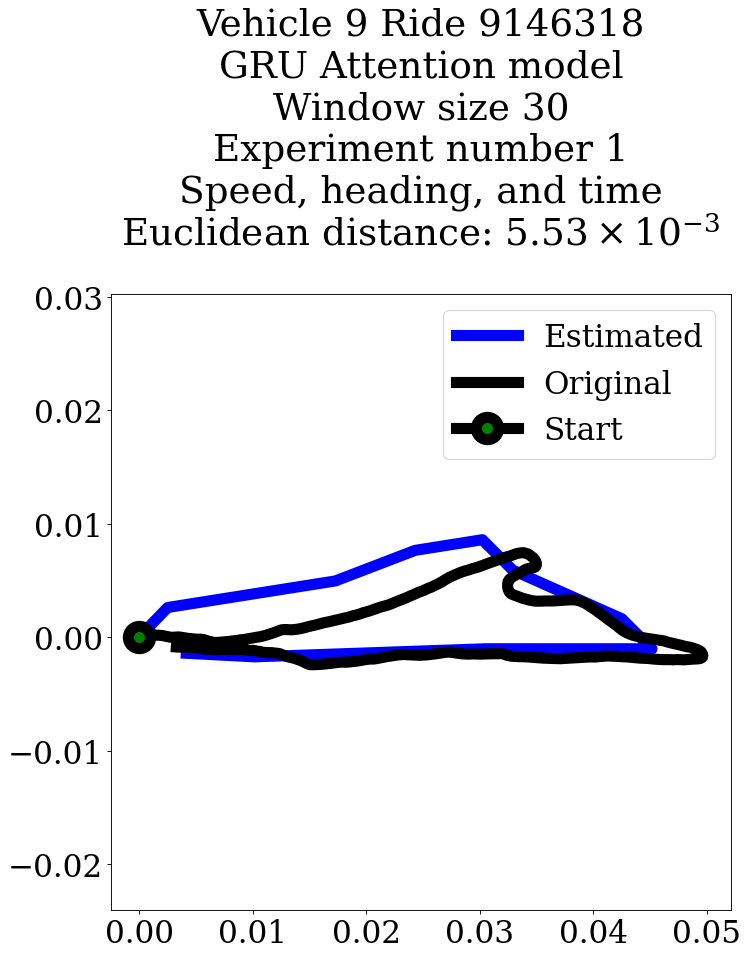 Vehicle 9 Ride 9146318
GRU Attention model
Window size 30
Experiment number 1
Speed, heading, and time
Euclidean distance: 5.53 × 10⁻³
0.03
0.02
0.01
0.00
−0.01
−0.02
Estimated
Original
Start
0.00 0.01 0.02 0.03 0.04 0.05